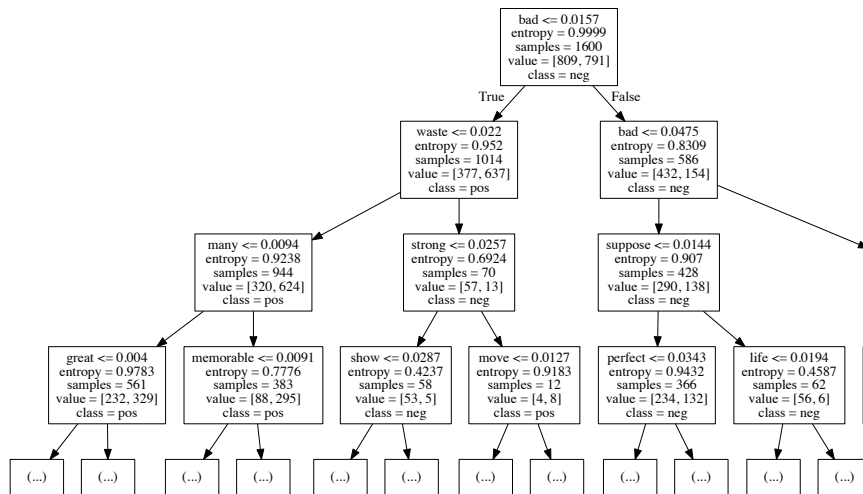 bad <= 0.0157
entropy = 0.9999
samples = 1600
value = [809, 791]
class = neg
True
False
waste <= 0.022
entropy = 0.952
samples = 1014
value = [377, 637]
class = pos
bad <= 0.0475
entropy = 0.8309
samples = 586
value = [432, 154]
class = neg
many <= 0.0094
entropy = 0.9238
samples = 944
value = [320, 624]
class = pos
strong <= 0.0257
entropy = 0.6924
samples = 70
value = [57, 13]
class = neg
suppose <= 0.0144
entropy = 0.907
samples = 428
value = [290, 138]
class = neg
great <= 0.004
entropy = 0.9783
samples = 561
value = [232, 329]
class = pos
memorable <= 0.0091
entropy = 0.7776
samples = 383
value = [88, 295]
class = pos
show <= 0.0287
entropy = 0.4237
samples = 58
value = [53, 5]
class = neg
move <= 0.0127
entropy = 0.9183
samples = 12
value = [4, 8]
class = pos
perfect <= 0.0343
entropy = 0.9432
samples = 366
value = [234, 132]
class = neg
life <= 0.0194
entropy = 0.4587
samples = 62
value = [56, 6]
class = neg
(...)
(...)
(...)
(...)
(...)
(...)
(...)
(...)
(...)
(...)
(...)
(...)